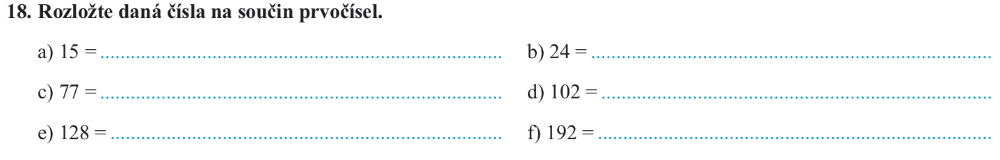 18. Rozložte daná čísla na součin prvočísel.
a) 15 = ........................................ b) 24 = ........................................
c) 77 = ........................................ d) 102 = ........................................
e) 128 = ........................................ f) 192 = ........................................